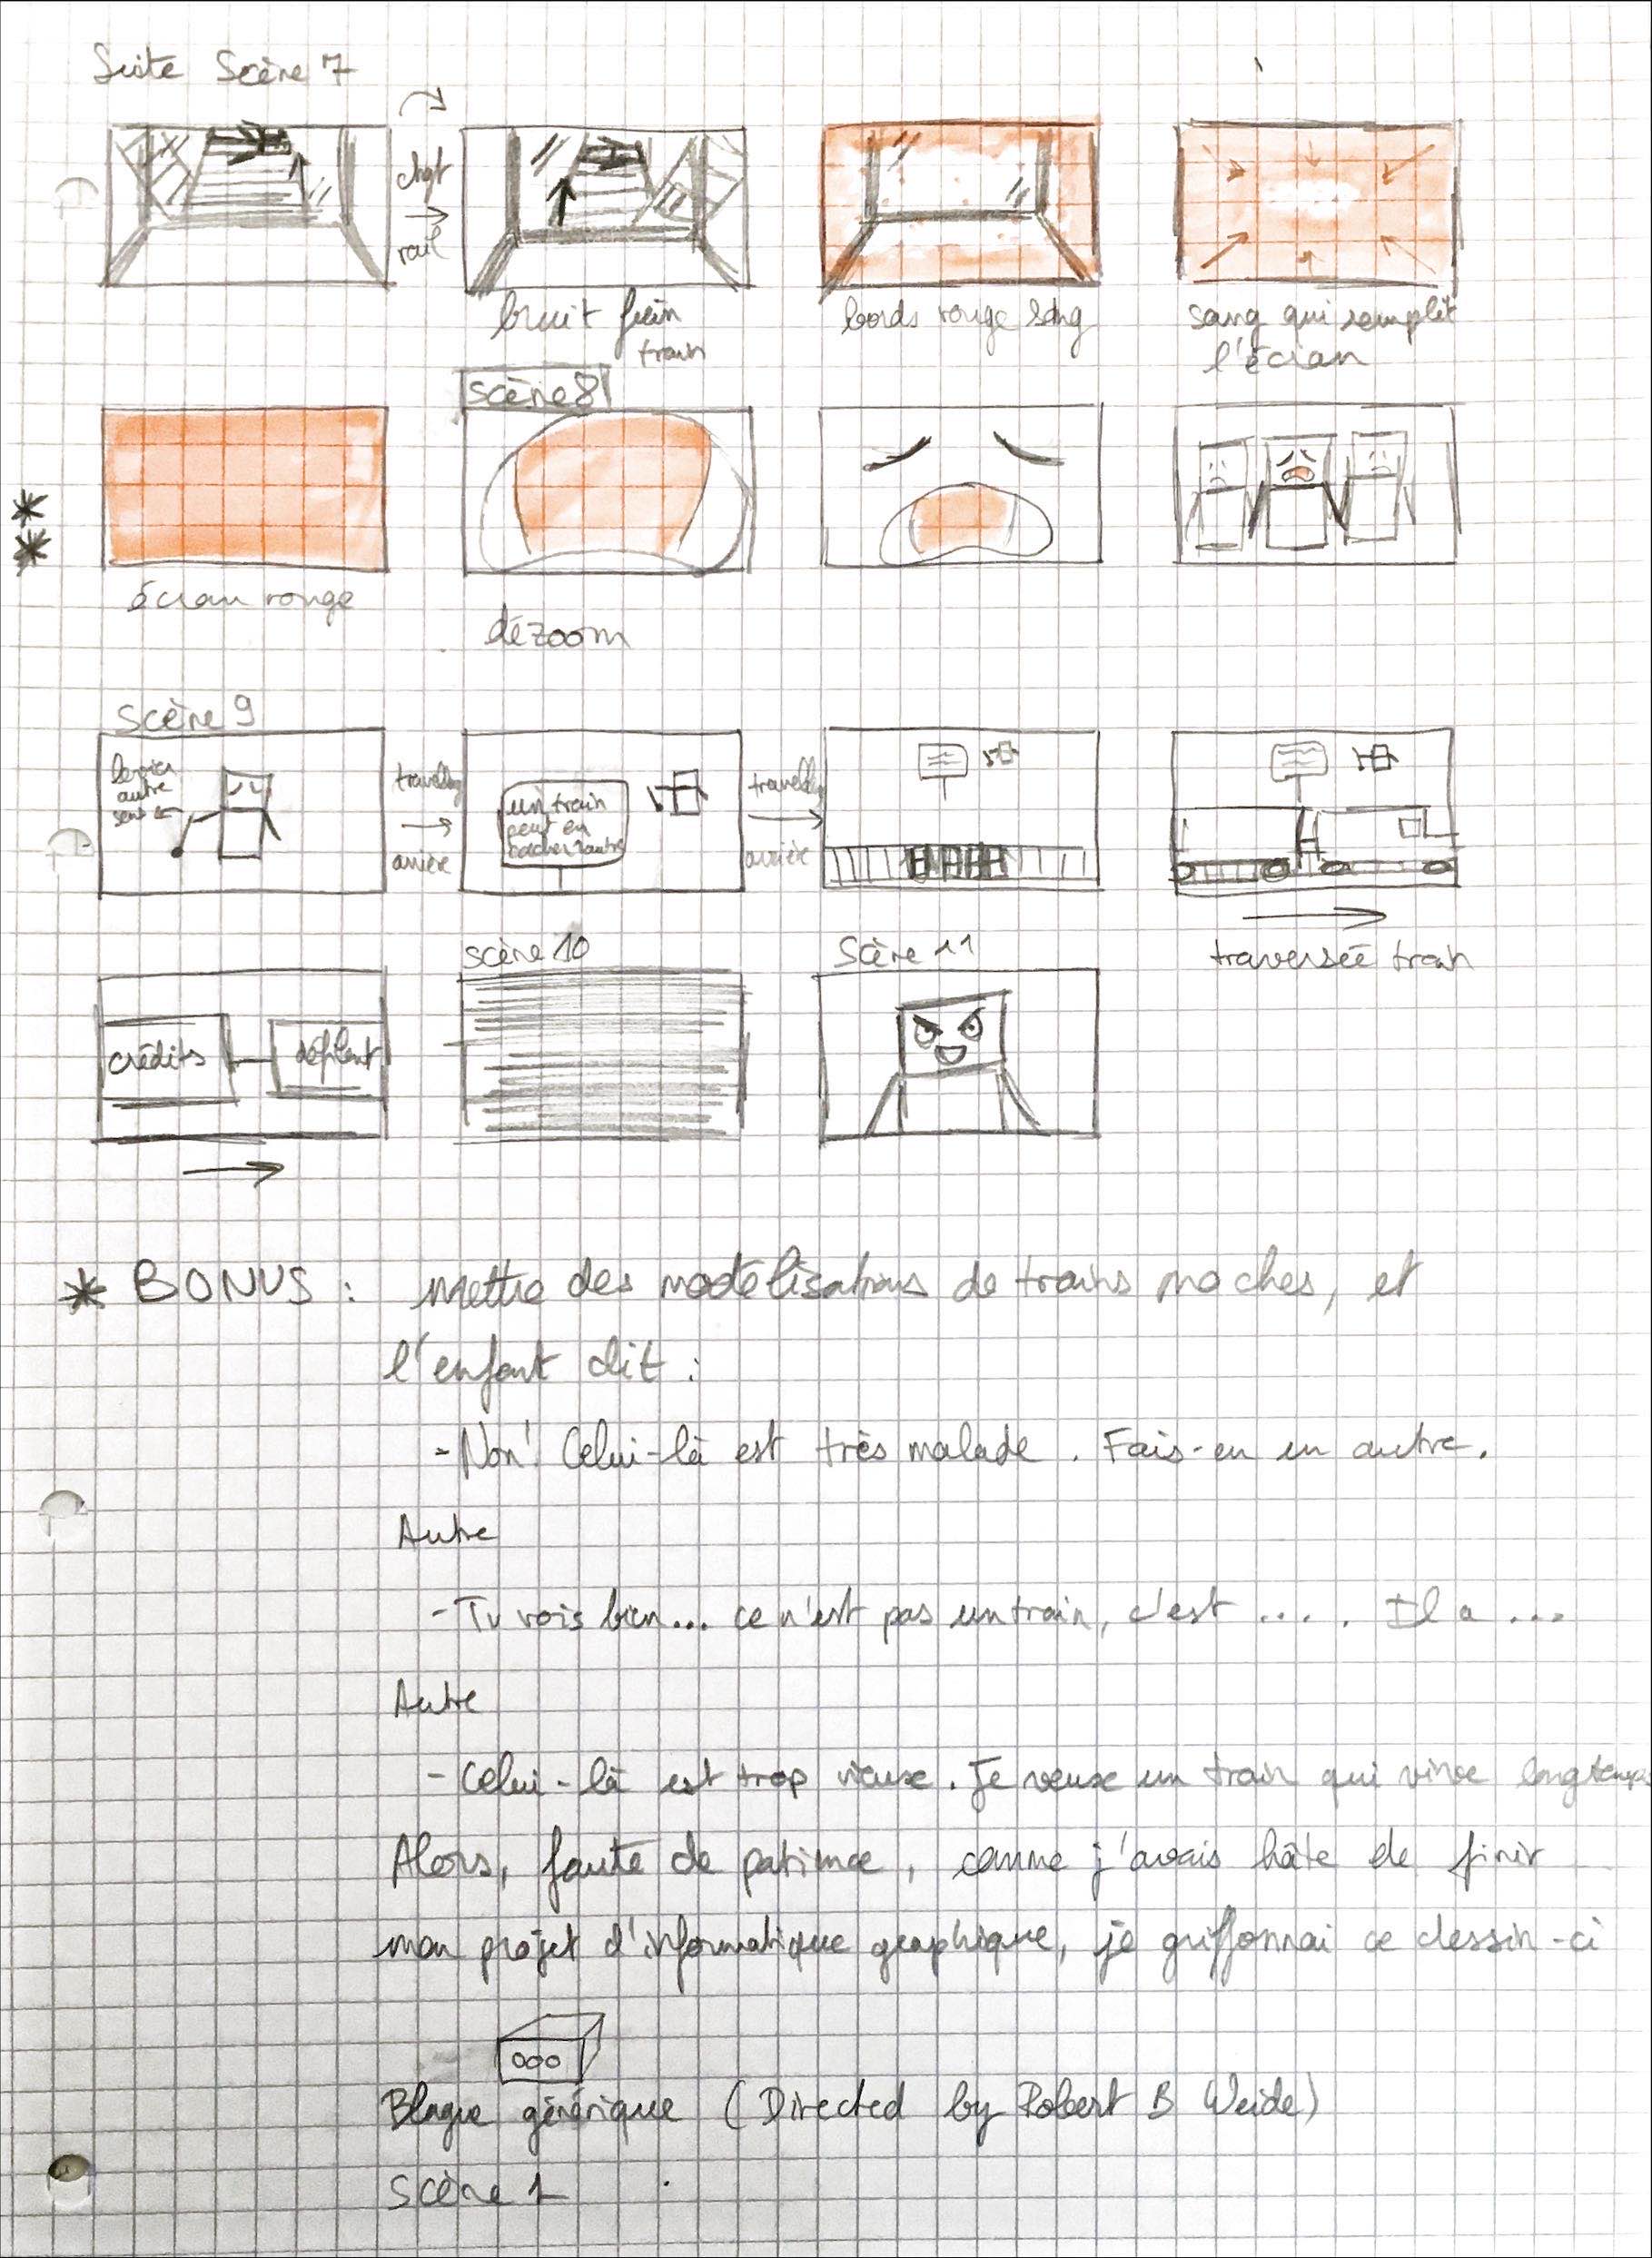 Suite Scène 7
chgt
rail
bruit frein
train
bords rouge sang
sang qui remplit
l'écran
scène 8
écran rouge
dézoom
Scène 9
levier
autre
sens
travelling
arrière
un train
peut en
cacher 1 autre
travelling
arrière
traversée train
crédits
défilent
scène 10
Scène 11
* BONUS : mettre des modélisations de trains moches, et
l'enfant dit :
- Non! Celui-là est très malade. Fais-en un autre.
Autre
- Tu vois bien... ce n'est pas un train, c'est .... Il a ...
Autre
- Celui-là est trop vieux. Je veux un train qui vive longtemps
Alors, faute de patience, comme j'avais hâte de finir
mon projet d'informatique graphique, je griffonnai ce dessin-ci
Blague générique (Directed by Robert B Weide)
Scène 1